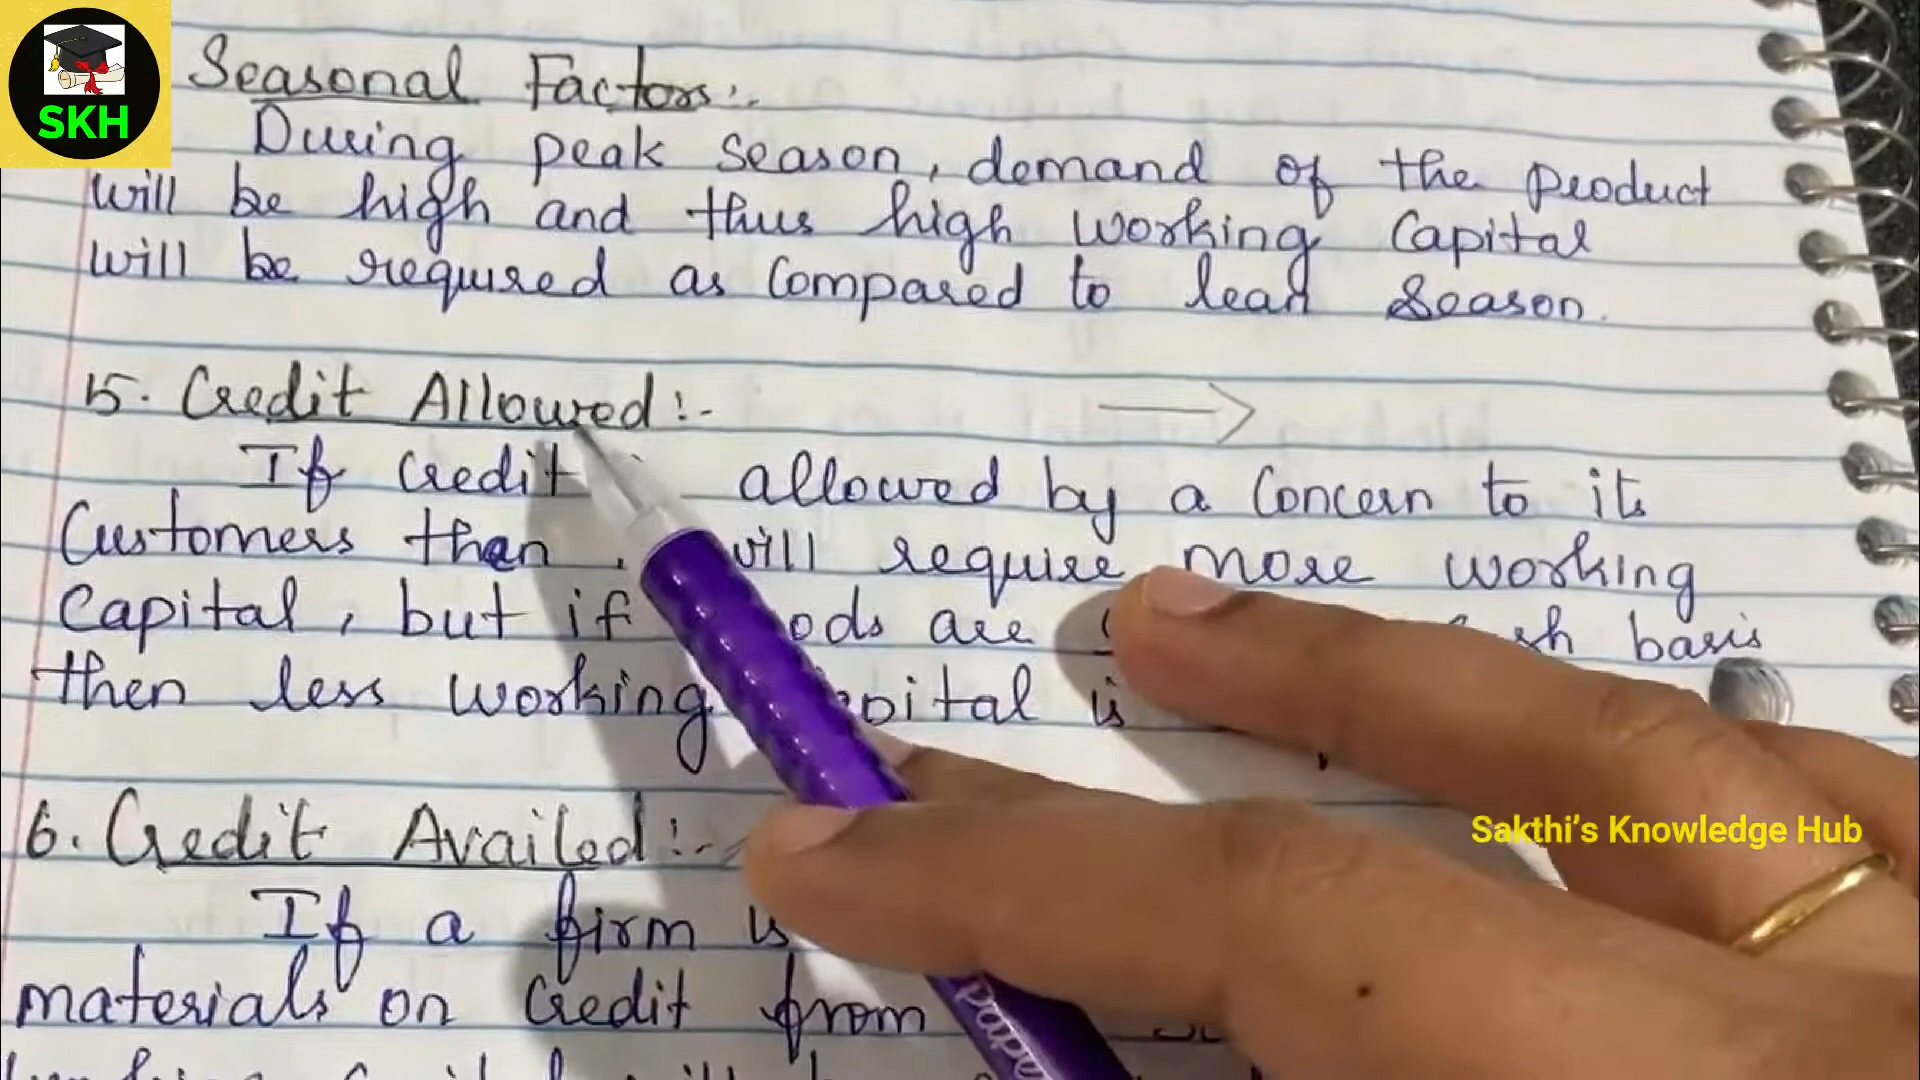 SKH
Seasonal Factors:-
During peak season, demand of the product
will be high and thus high working Capital
will be required as Compared to lean Season.
5. Credit Allowed:-
If Credit allowed by a Concern to its
Customers then will require more working
Capital, but if are basis
then less working is
6. Credit Availed:-
If a firm is
materials on Credit from
Sakthi's Knowledge Hub